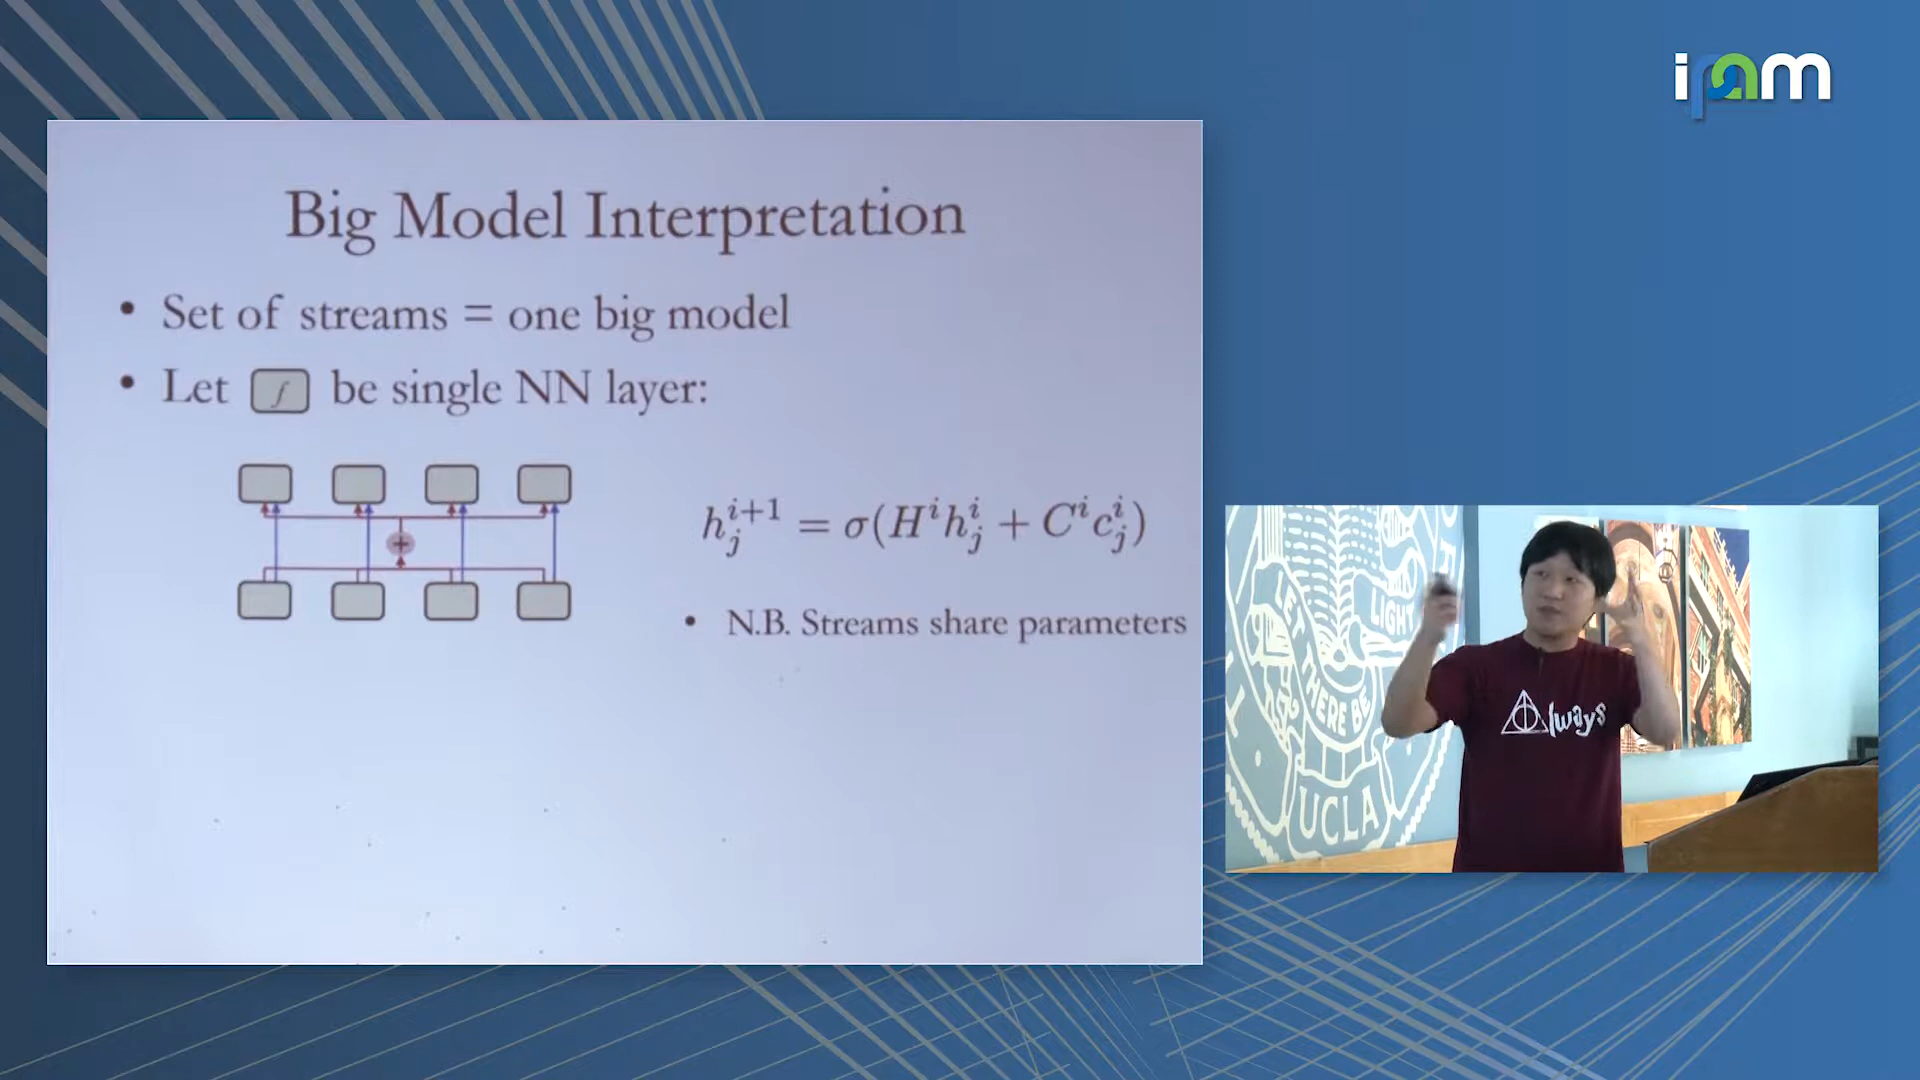 ipam
Big Model Interpretation
• Set of streams = one big model
• Let f be single NN layer:
+
h_j^{i+1} = σ(H^i h_j^i + C^i c_j^i)
• N.B. Streams share parameters
LET THERE BE
LIGHT
UCLA
Always